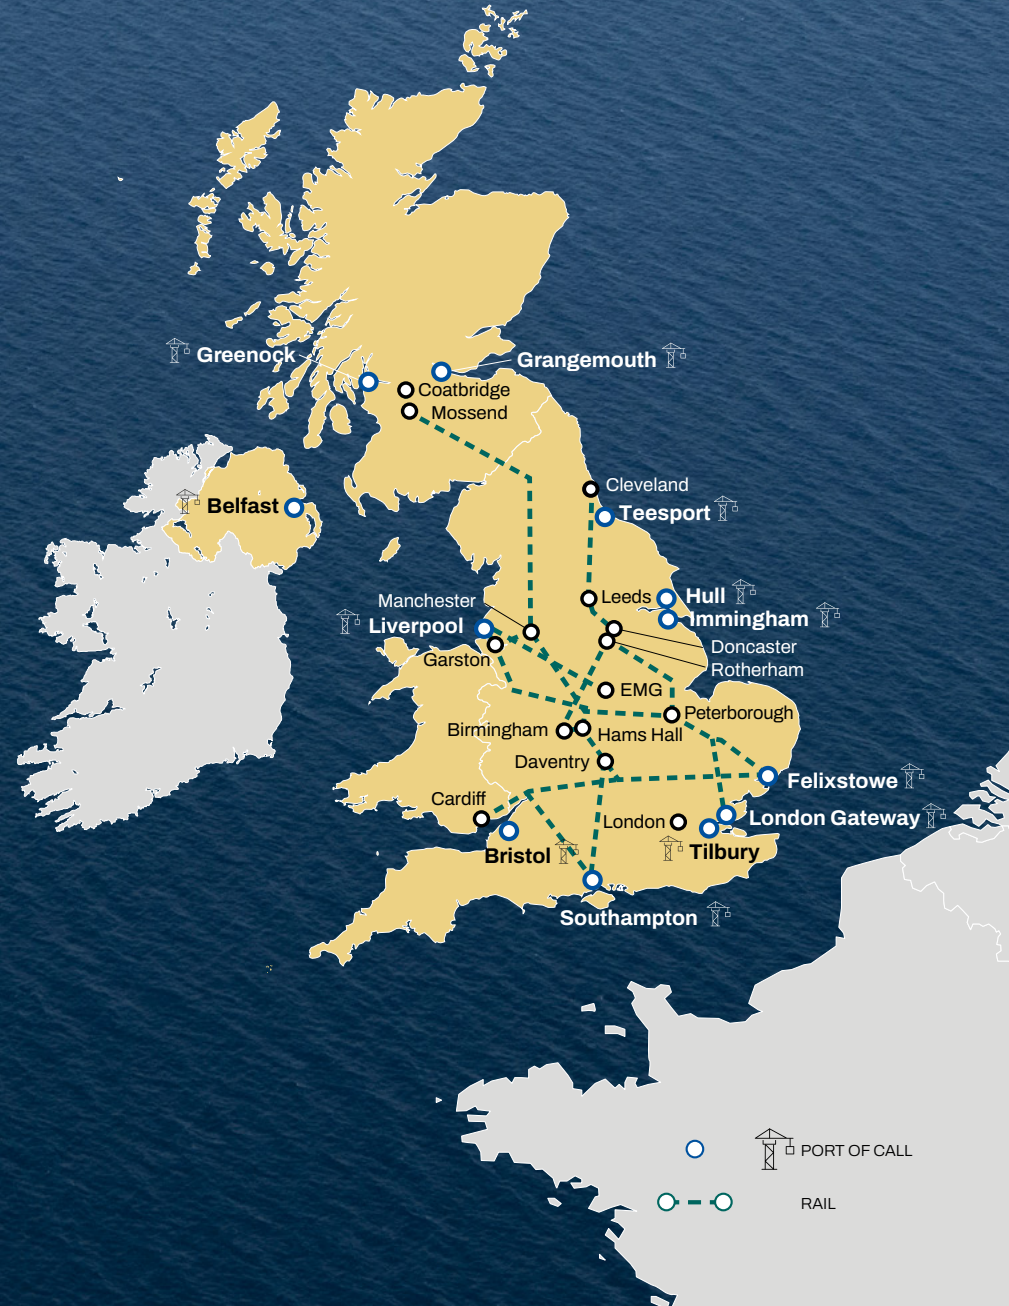 Greenock
Grangemouth
Coatbridge
Mossend
Cleveland
Belfast
Teesport
Manchester
Leeds
Hull
Liverpool
Immingham
Doncaster
Garston
Rotherham
EMG
Peterborough
Birmingham
Hams Hall
Daventry
Felixstowe
Cardiff
London Gateway
London
Bristol
Tilbury
Southampton
PORT OF CALL
RAIL